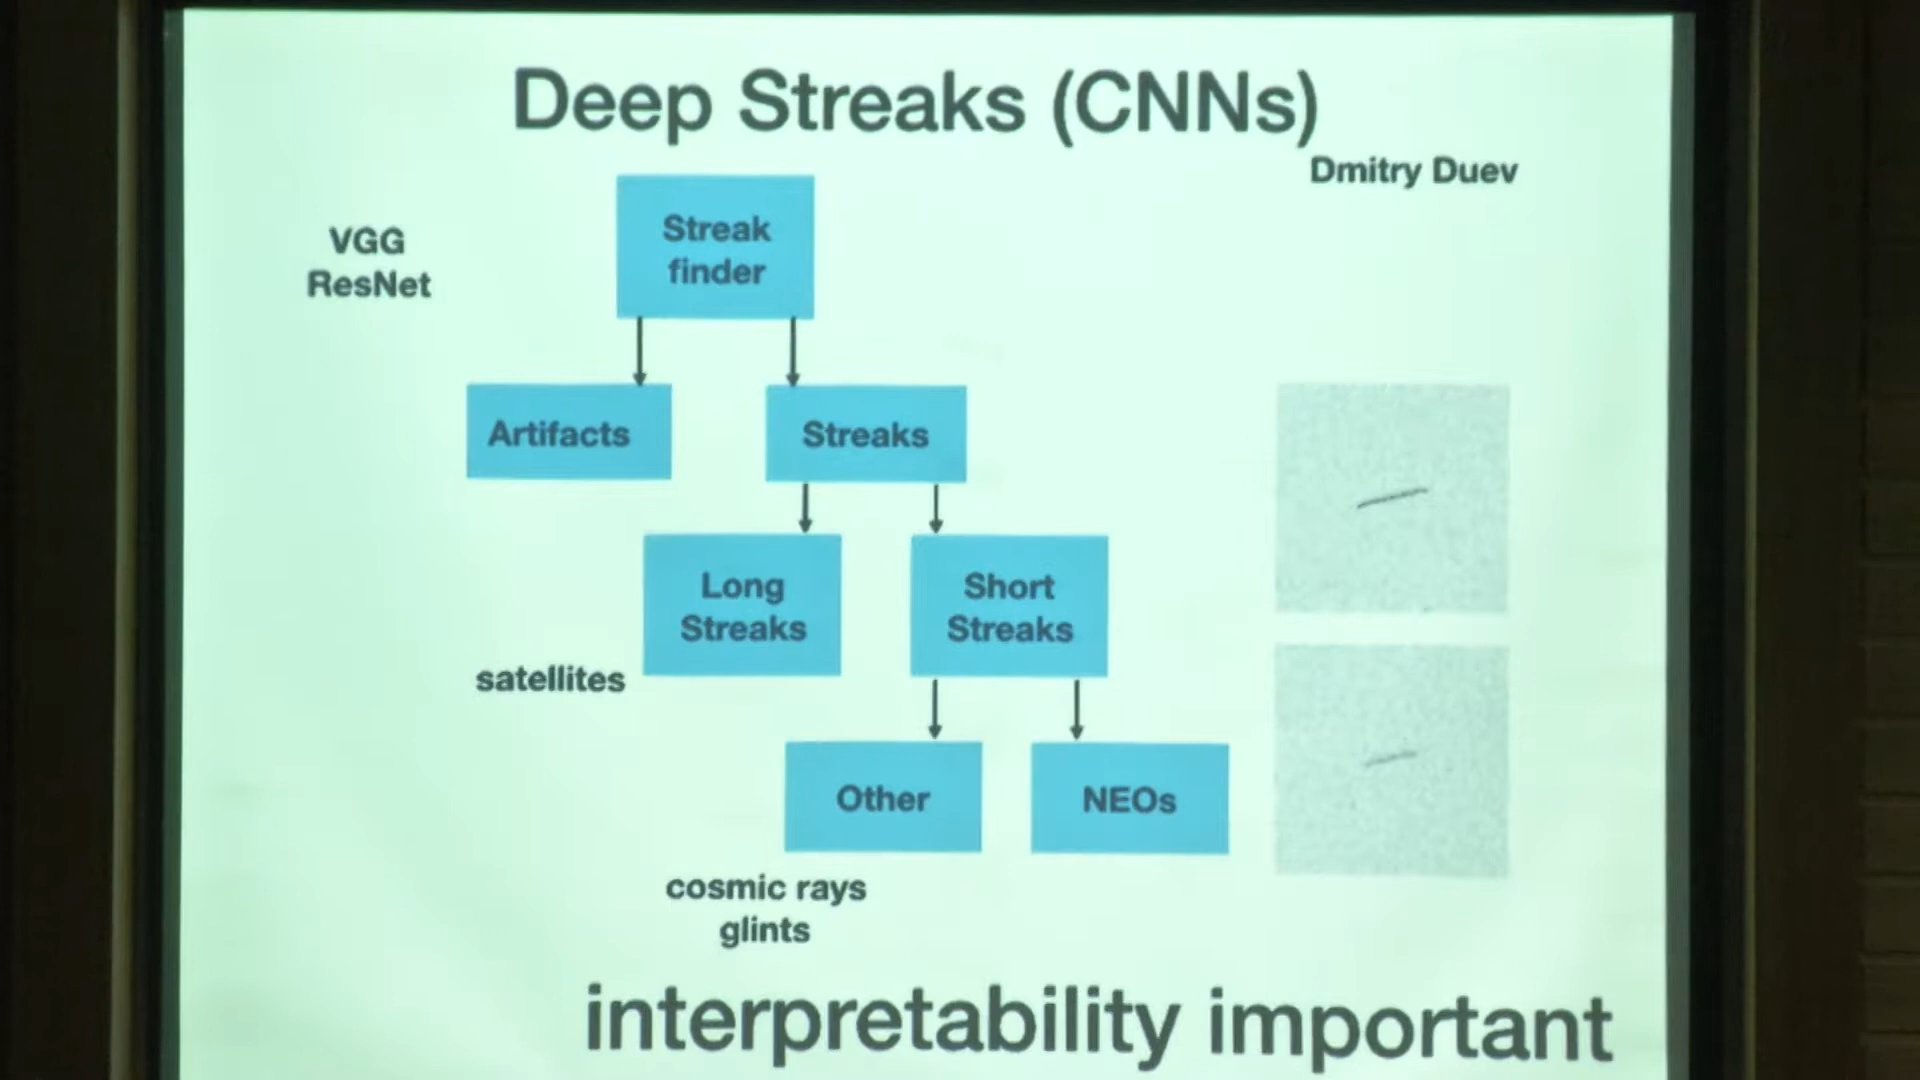 Deep Streaks (CNNs)
Dmitry Duev
VGG
ResNet
Streak
finder
Artifacts
Streaks
Long
Streaks
Short
Streaks
satellites
Other
NEOs
cosmic rays
glints
interpretability important